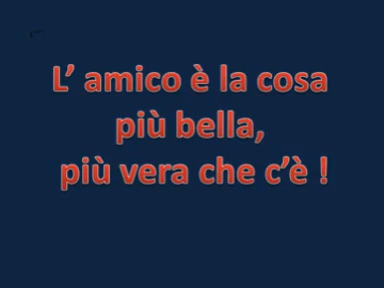 L’ amico è la cosa
più bella,
più vera che c’è !